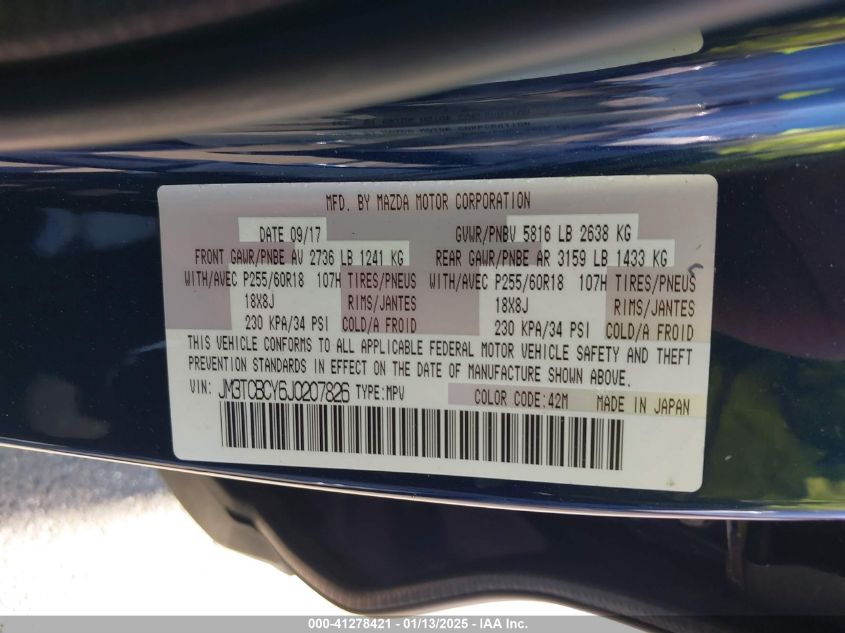 MFD. BY MAZDA MOTOR CORPORATION
DATE 09/17 GVWR/PNBV 5816 LB 2638 KG
FRONT GAWR/PNBE AV 2736 LB 1241 KG REAR GAWR/PNBE AR 3159 LB 1433 KG
WITH/AVEC P255/60R18 107H TIRES/PNEUS WITH/AVEC P255/60R18 107H TIRES/PNEUS
18X8J RIMS/JANTES 18X8J RIMS/JANTES
230 KPA/34 PSI COLD/A FROID 230 KPA/34 PSI COLD/A FROID
THIS VEHICLE CONFORMS TO ALL APPLICABLE FEDERAL MOTOR VEHICLE SAFETY AND THEFT
PREVENTION STANDARDS IN EFFECT ON THE DATE OF MANUFACTURE SHOWN ABOVE.
VIN: JM3TCBCY6J0207826 TYPE:MPV COLOR CODE:42M MADE IN JAPAN
000-41278421 - 01/13/2025 - IAA Inc.